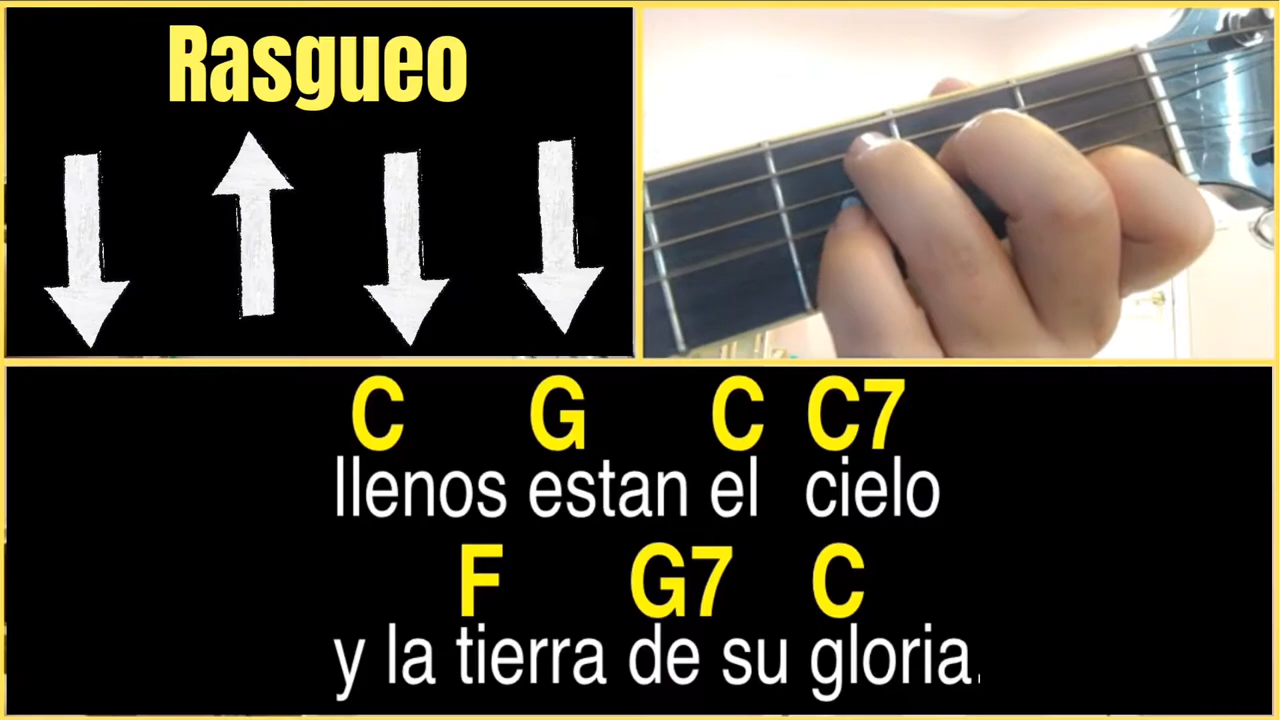 Rasgueo
C G C C7
llenos estan el cielo
F G7 C
y la tierra de su gloria.